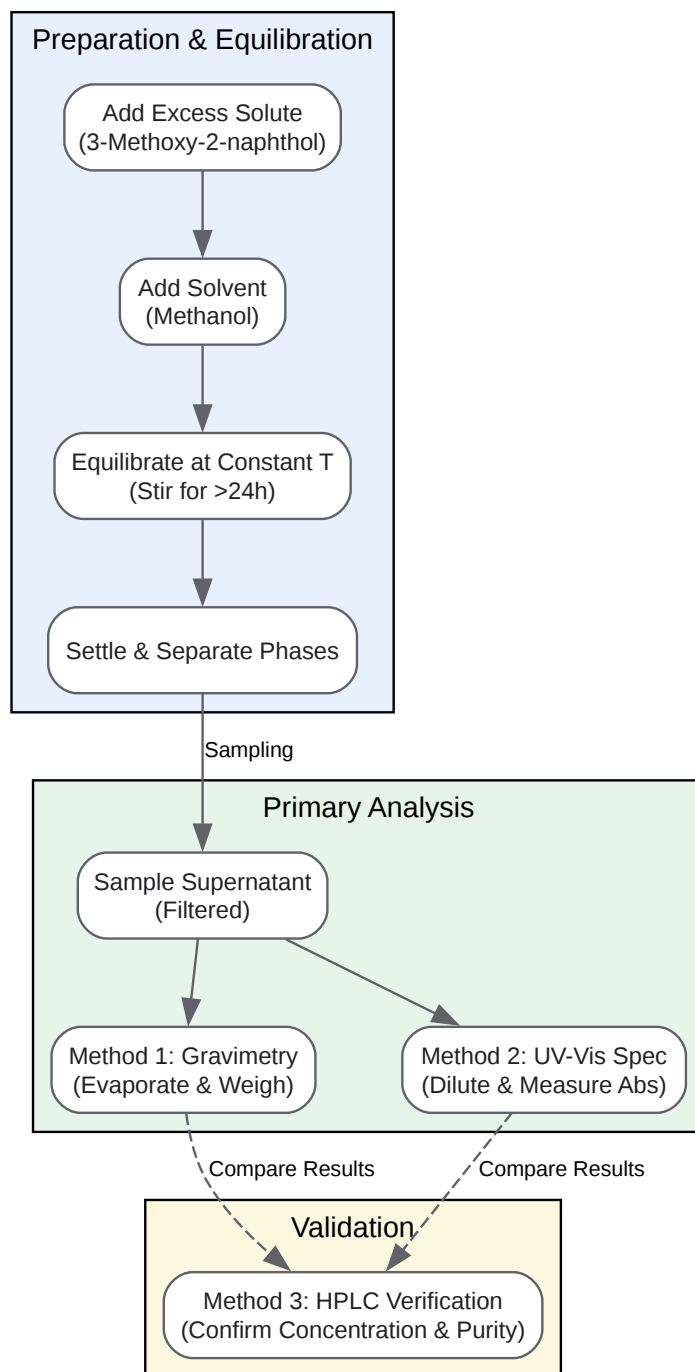 Preparation & Equilibration
Add Excess Solute
(3-Methoxy-2-naphthol)
Add Solvent
(Methanol)
Equilibrate at Constant T
(Stir for >24h)
Settle & Separate Phases
Sampling
Primary Analysis
Sample Supernatant
(Filtered)
Method 1: Gravimetry
(Evaporate & Weigh)
Method 2: UV-Vis Spec
(Dilute & Measure Abs)
Compare Results
Compare Results
Validation
Method 3: HPLC Verification
(Confirm Concentration & Purity)